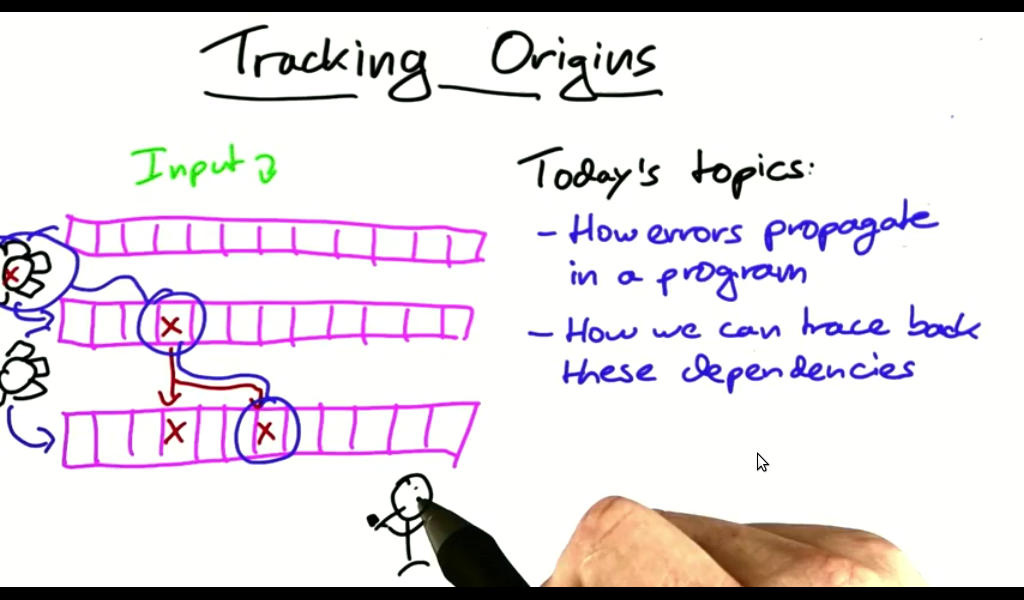 Tracking Origins
Input
Today's topics:
- How errors propagate
in a program
- How we can trace back
these dependencies
x
x
x x